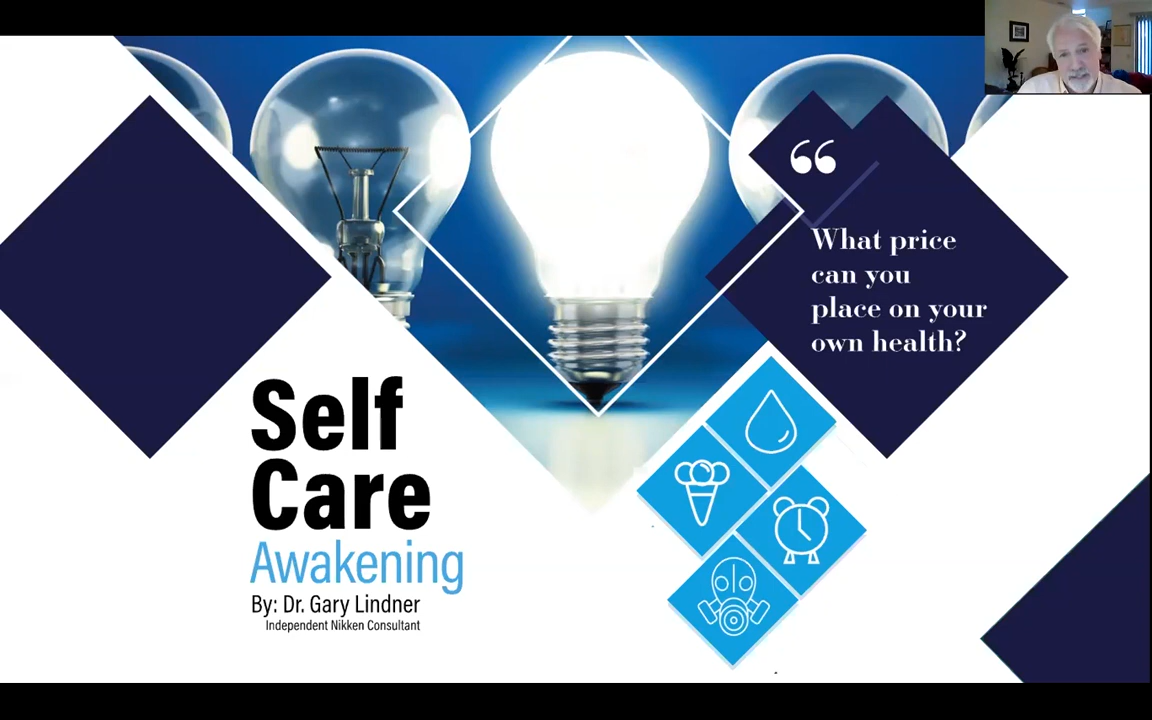 “
What price
can you
place on your
own health?
Self
Care
Awakening
By: Dr. Gary Lindner
Independent Nikken Consultant